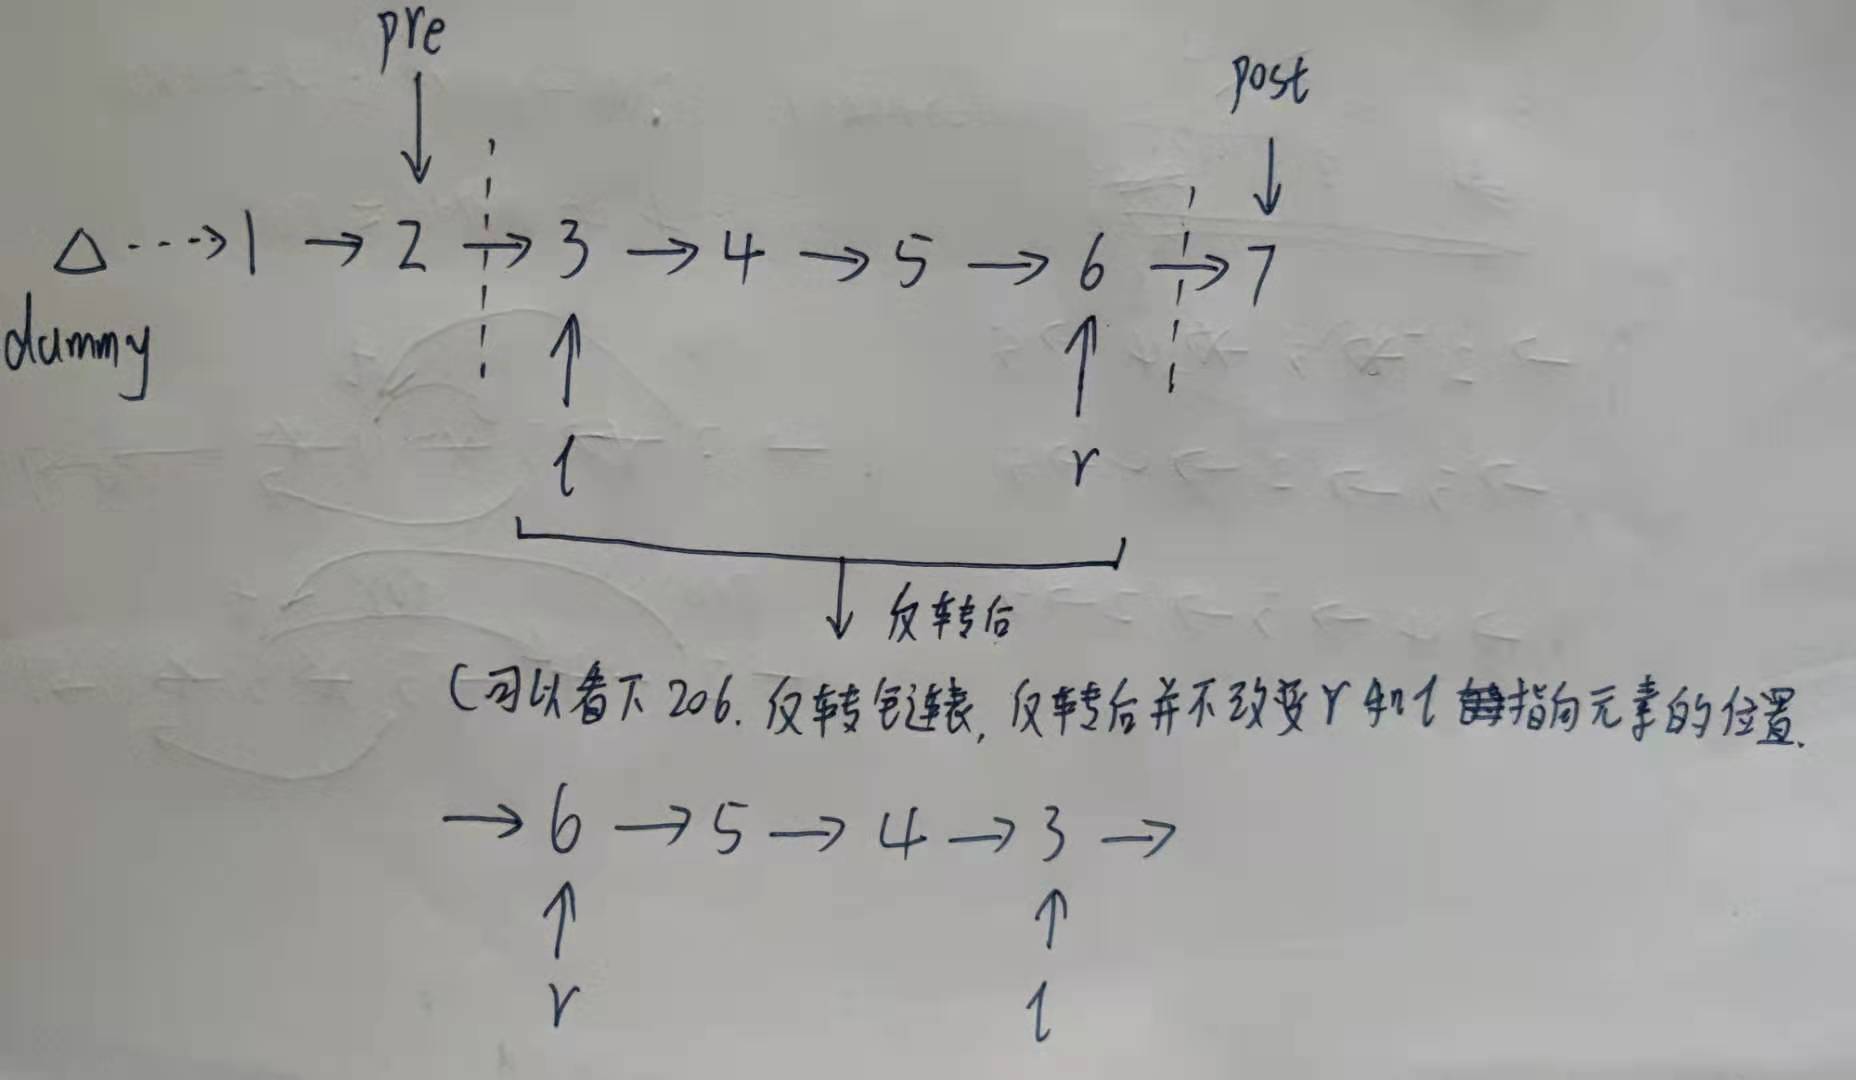 pre
post
△ ⇢ 1 → 2 → 3 → 4 → 5 → 6 → 7
dummy
l r
反转后
(可以看下206.反转链表,反转后并不改变r和l指向元素的位置.
→ 6 → 5 → 4 → 3 →
r l